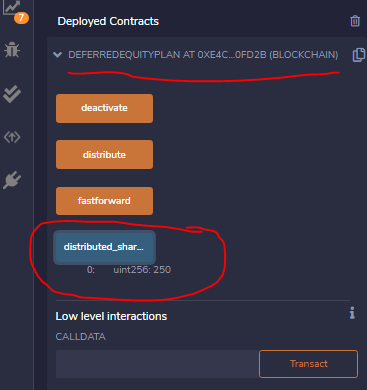 7
Deployed Contracts
DEFERREDEQUITYPLAN AT 0XE4C...0FD2B (BLOCKCHAIN)
deactivate
distribute
fastforward
distributed_shar...
0: uint256: 250
Low level interactions
CALLDATA
Transact